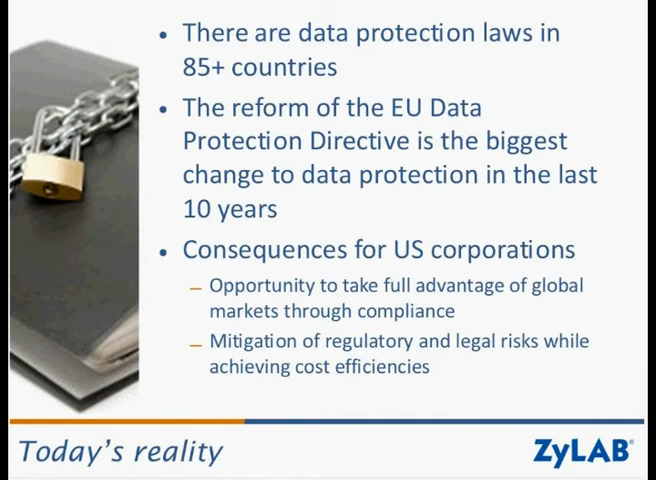 • There are data protection laws in
85+ countries
• The reform of the EU Data
Protection Directive is the biggest
change to data protection in the last
10 years
• Consequences for US corporations
– Opportunity to take full advantage of global
markets through compliance
– Mitigation of regulatory and legal risks while
achieving cost efficiencies
Today's reality
ZyLAB®